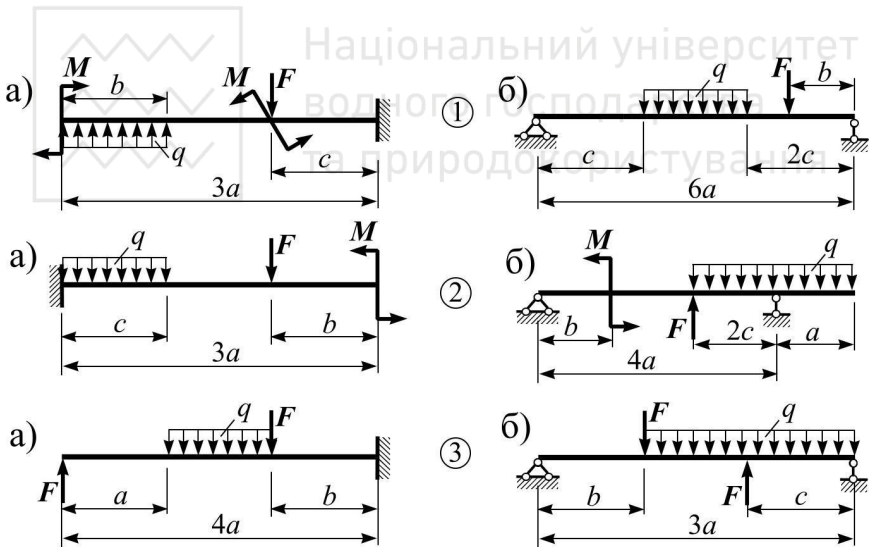 Національний університет
водного господарства
та природокористування
а)
M
b
q
M
F
c
3a
1
б)
q
F
b
c
2c
6a
а)
q
F
M
c
b
3a
2
б)
M
q
b
F
2c
a
4a
а)
F
q
F
a
b
4a
3
б)
F
q
b
F
c
3a